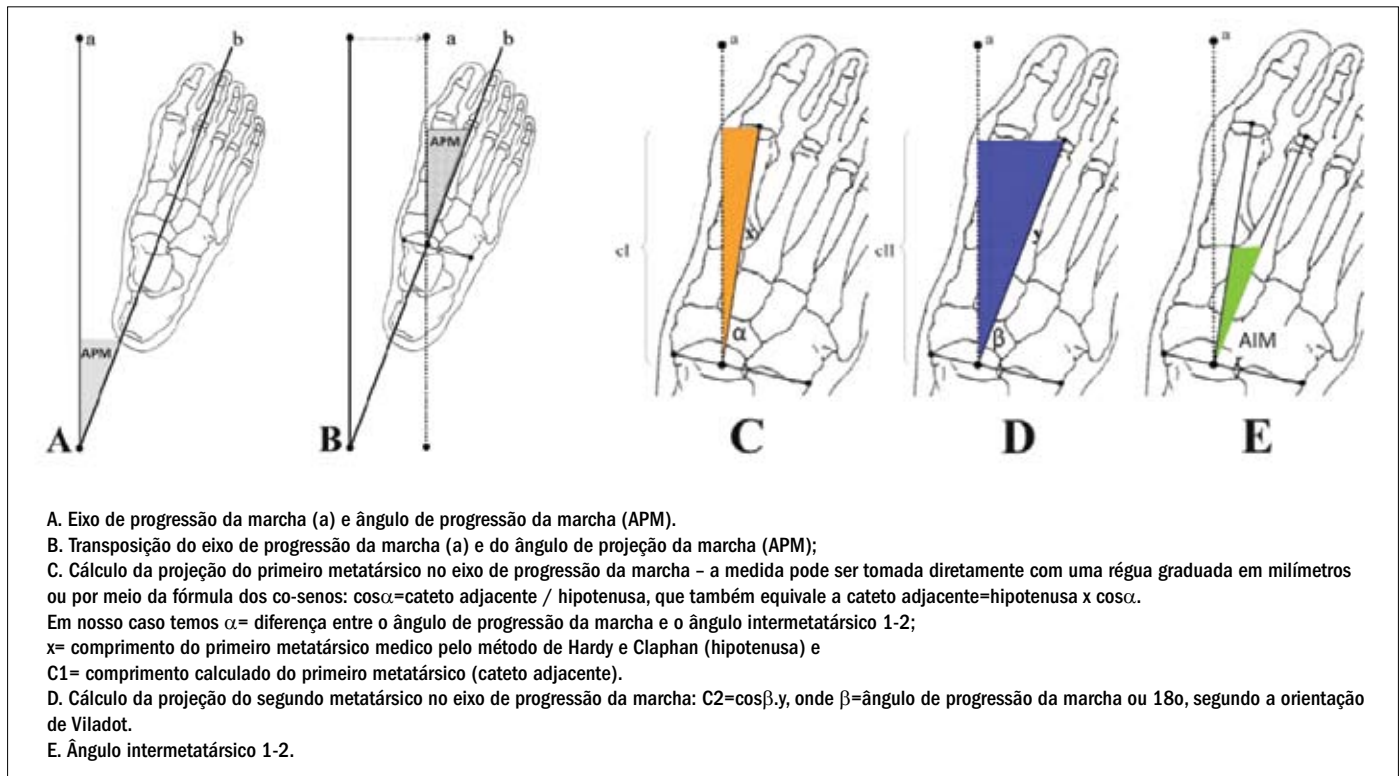 a
b
APM
A
a
b
APM
B
a
cI
x
α
C
a
cII
y
β
D
a
AIM
E
A. Eixo de progressão da marcha (a) e ângulo de progressão da marcha (APM).
B. Transposição do eixo de progressão da marcha (a) e do ângulo de projeção da marcha (APM);
C. Cálculo da projeção do primeiro metatársico no eixo de progressão da marcha – a medida pode ser tomada diretamente com uma régua graduada em milímetros
ou por meio da fórmula dos co-senos: cosα=cateto adjacente / hipotenusa, que também equivale a cateto adjacente=hipotenusa x cosα.
Em nosso caso temos α= diferença entre o ângulo de progressão da marcha e o ângulo intermetatársico 1-2;
x= comprimento do primeiro metatársico medico pelo método de Hardy e Claphan (hipotenusa) e
C1= comprimento calculado do primeiro metatársico (cateto adjacente).
D. Cálculo da projeção do segundo metatársico no eixo de progressão da marcha: C2=cosβ.y, onde β=ângulo de progressão da marcha ou 18o, segundo a orientação
de Viladot.
E. Ângulo intermetatársico 1-2.